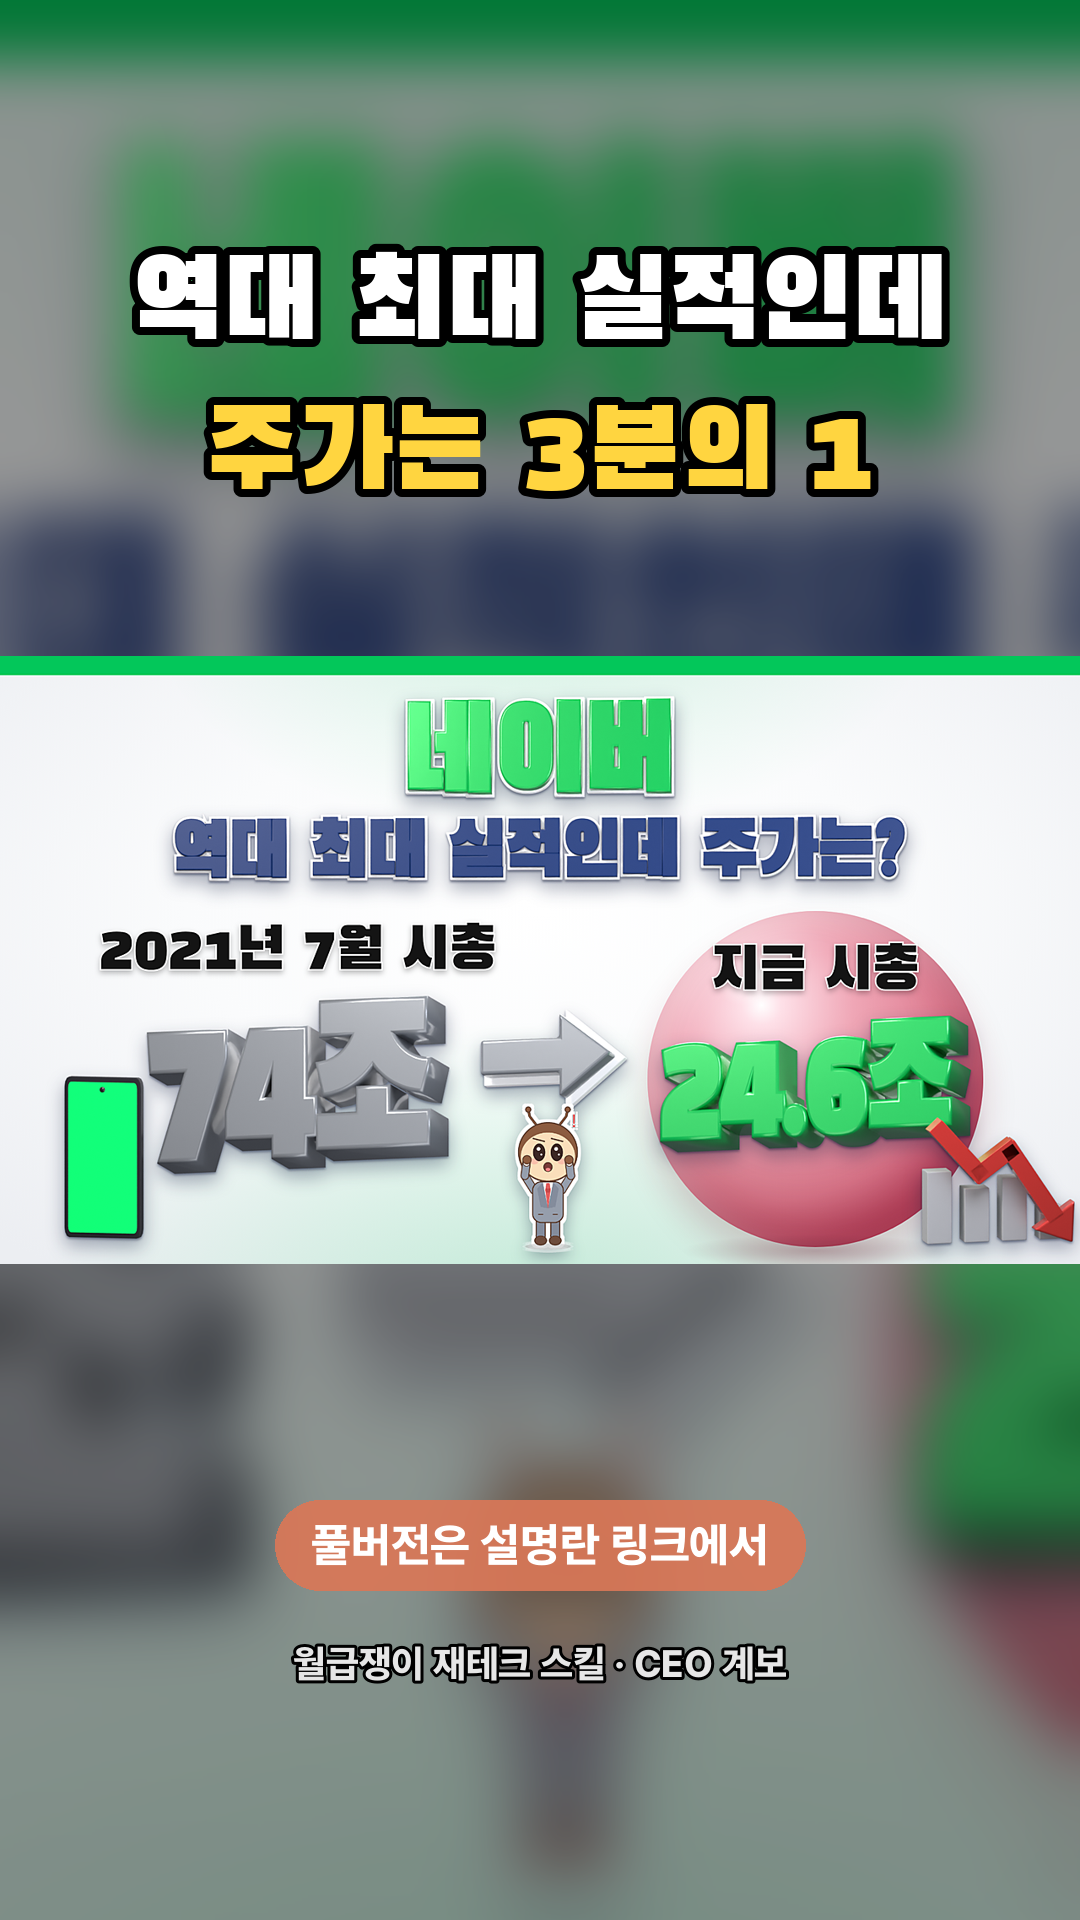 역대 최대 실적인데
주가는 3분의 1
네이버
역대 최대 실적인데 주가는?
2021년 7월 시총
지금 시총
74조
24.6조
풀버전은 설명란 링크에서
월급쟁이 재테크 스킬 · CEO 계보